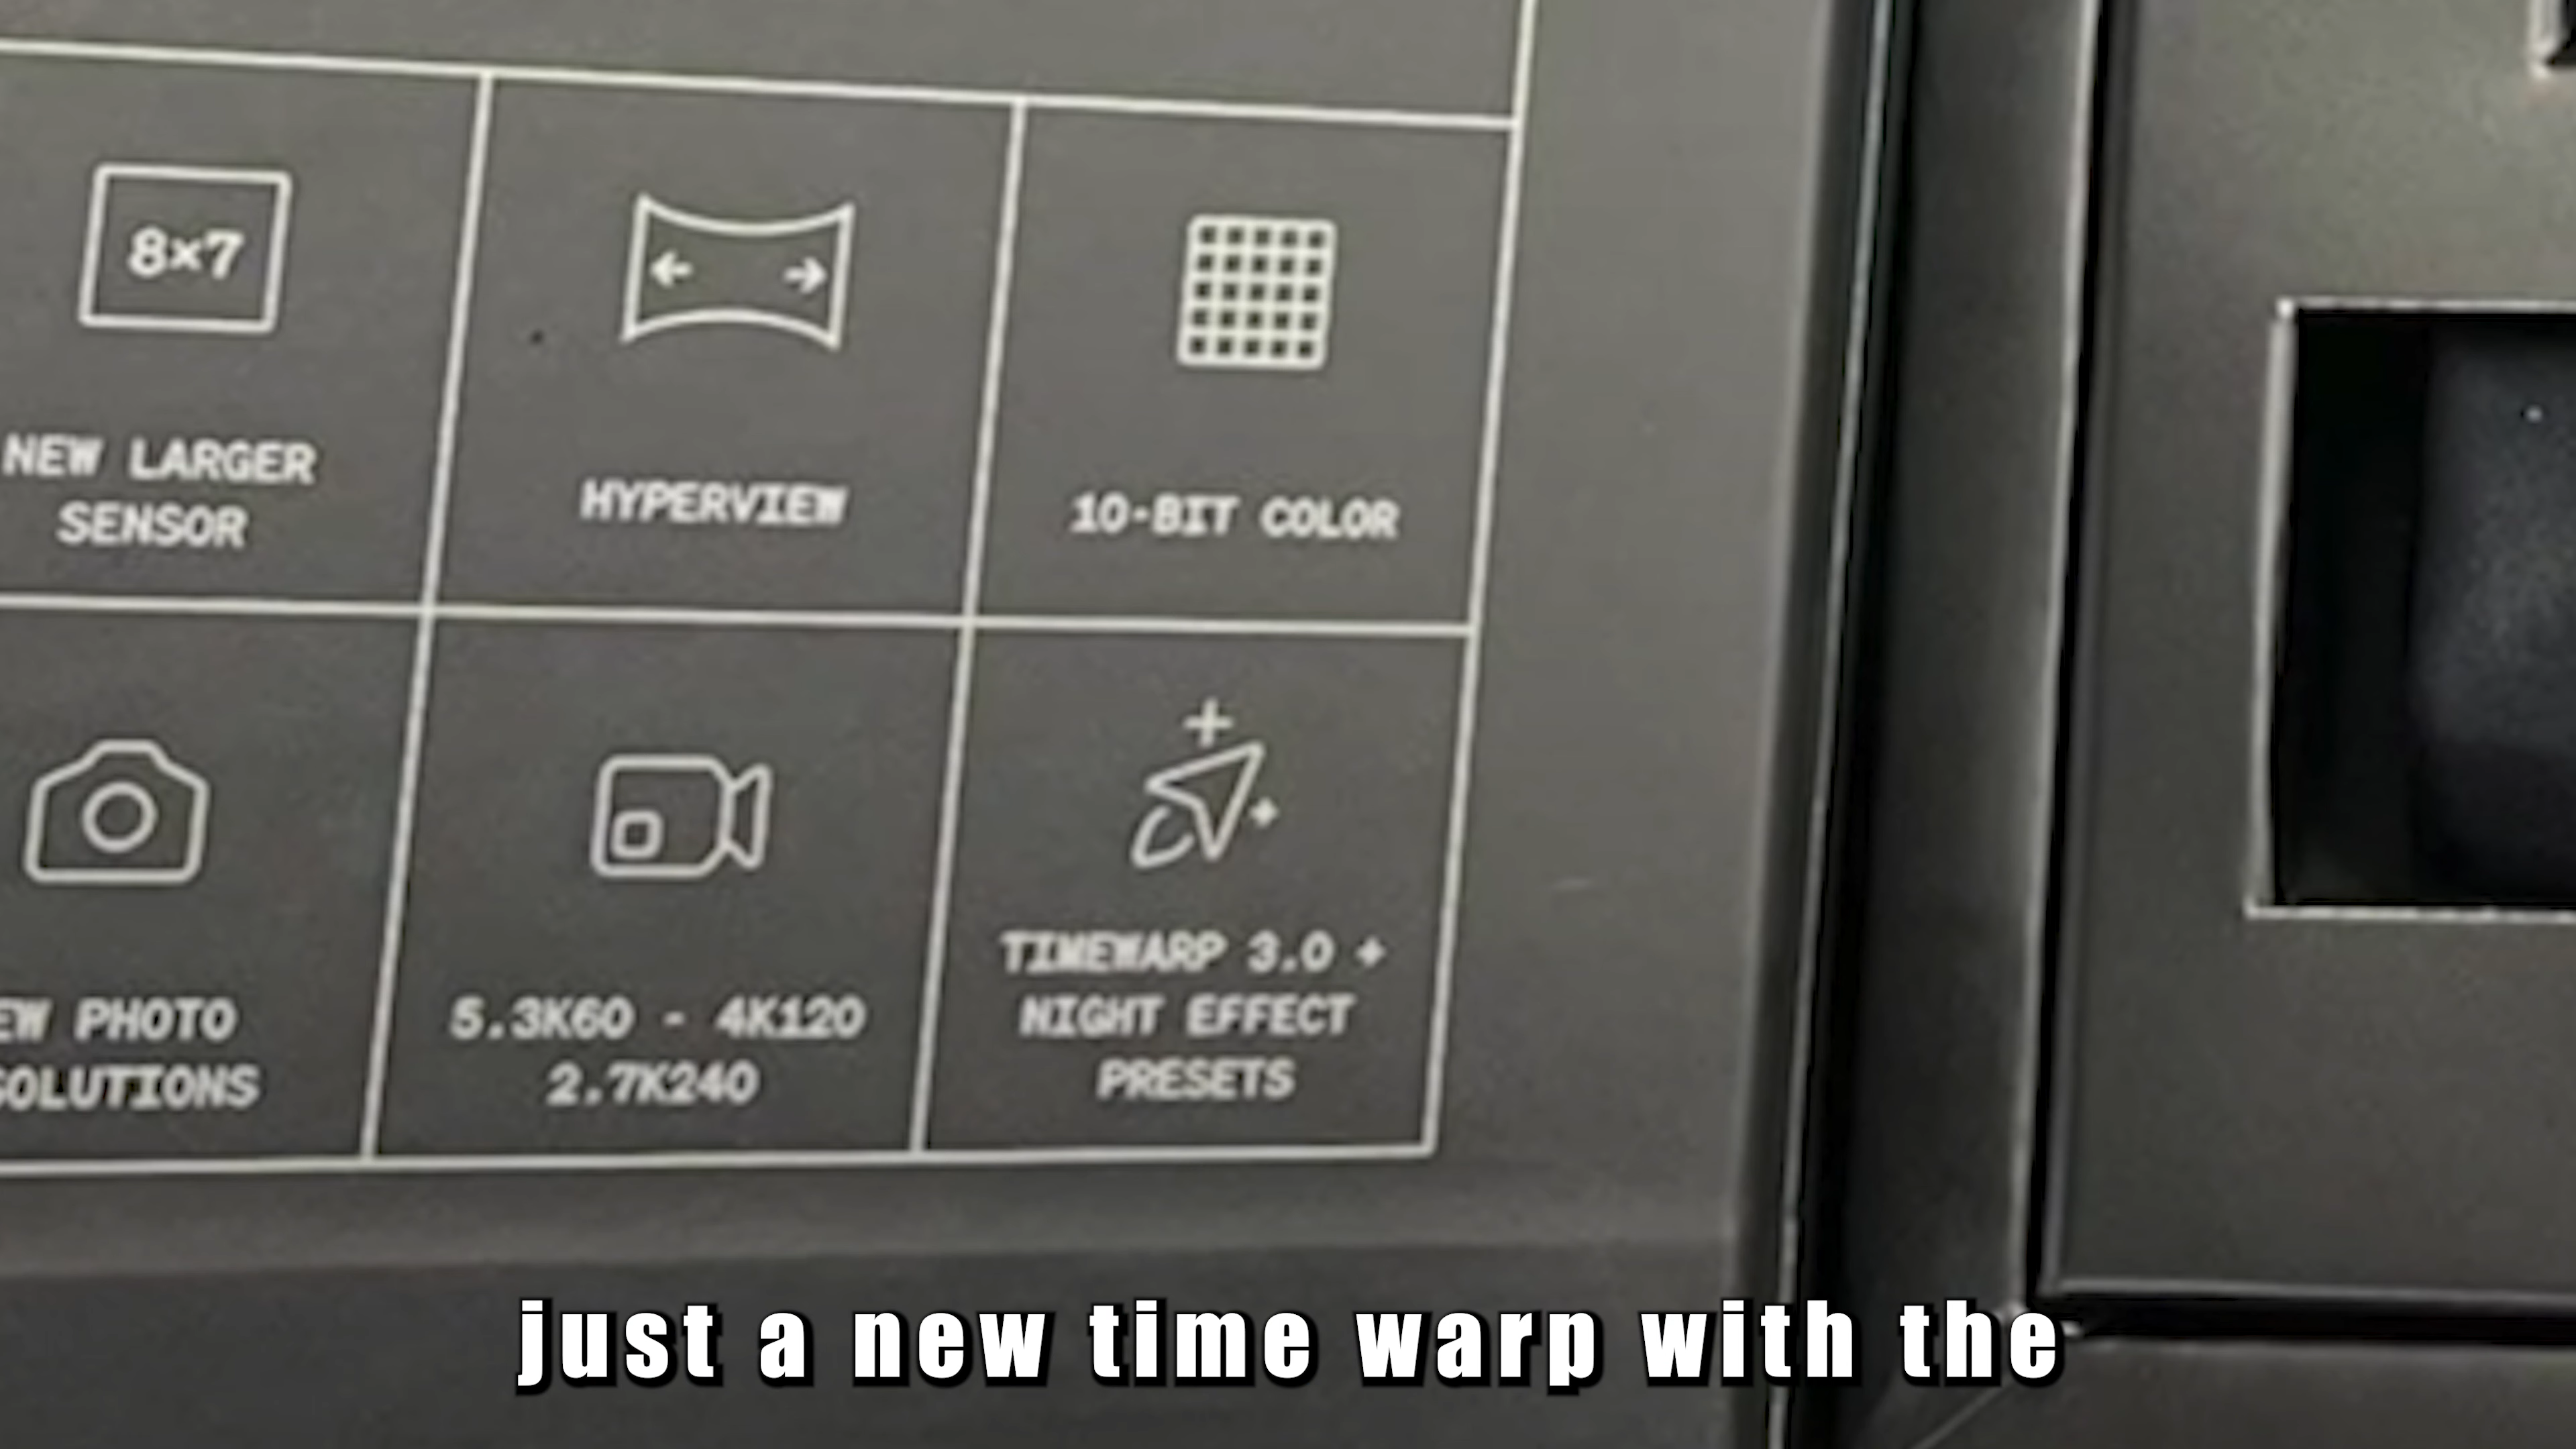 8×7
NEW LARGER
SENSOR
HYPERVIEW
10-BIT COLOR
PHOTO
5.3K60 - 4K120
2.7K240
TIMEWARP 3.0 +
NIGHT EFFECT
PRESETS
just a new time warp with the